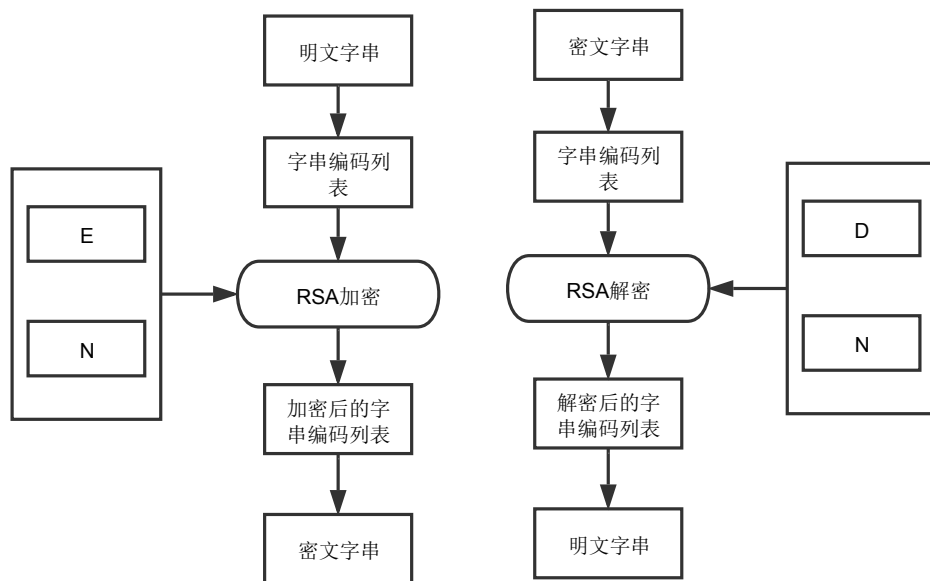 明文字串
字串编码列
表
E
N
RSA加密
加密后的字
串编码列表
密文字串
密文字串
字串编码列
表
D
N
RSA解密
解密后的字
串编码列表
明文字串